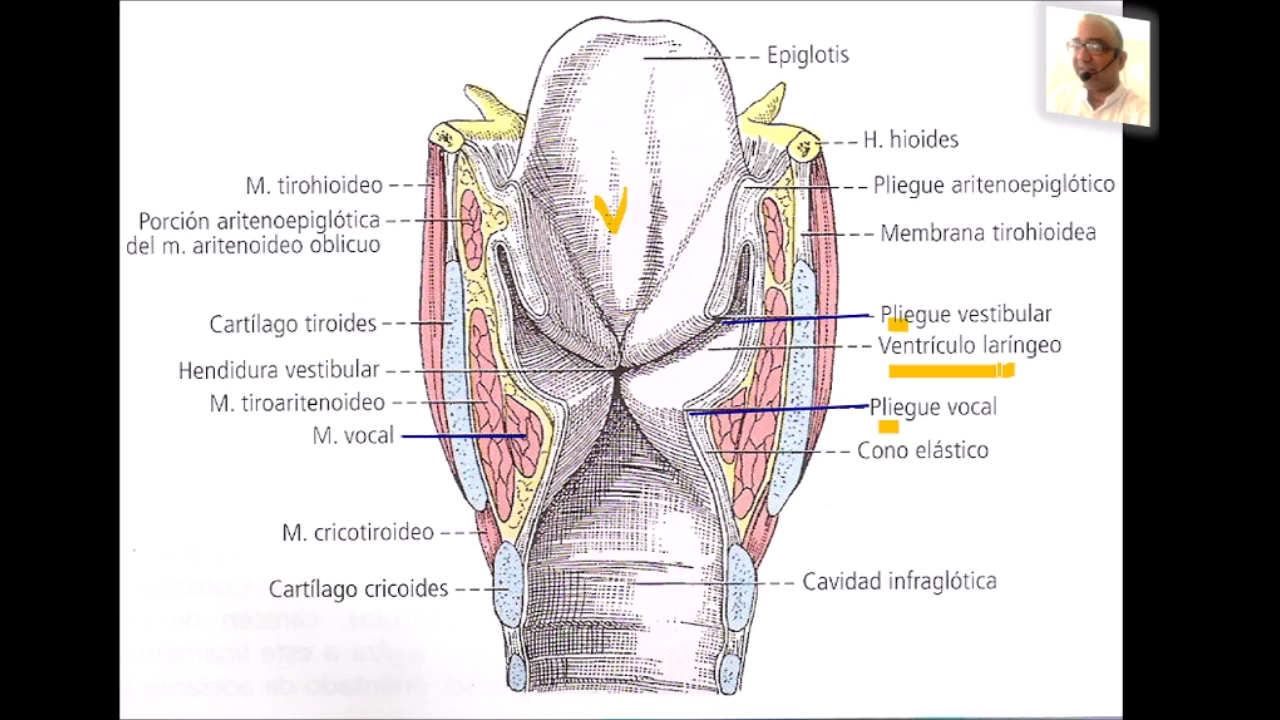 Epiglotis
H. hioides
Pliegue aritenoepiglótico
Membrana tirohioidea
Pliegue vestibular
Ventrículo laríngeo
Pliegue vocal
Cono elástico
Cavidad infraglótica
M. tirohioideo
Porción aritenoepiglótica
del m. aritenoideo oblicuo
Cartílago tiroides
Hendidura vestibular
M. tiroaritenoideo
M. vocal
M. cricotiroideo
Cartílago cricoides